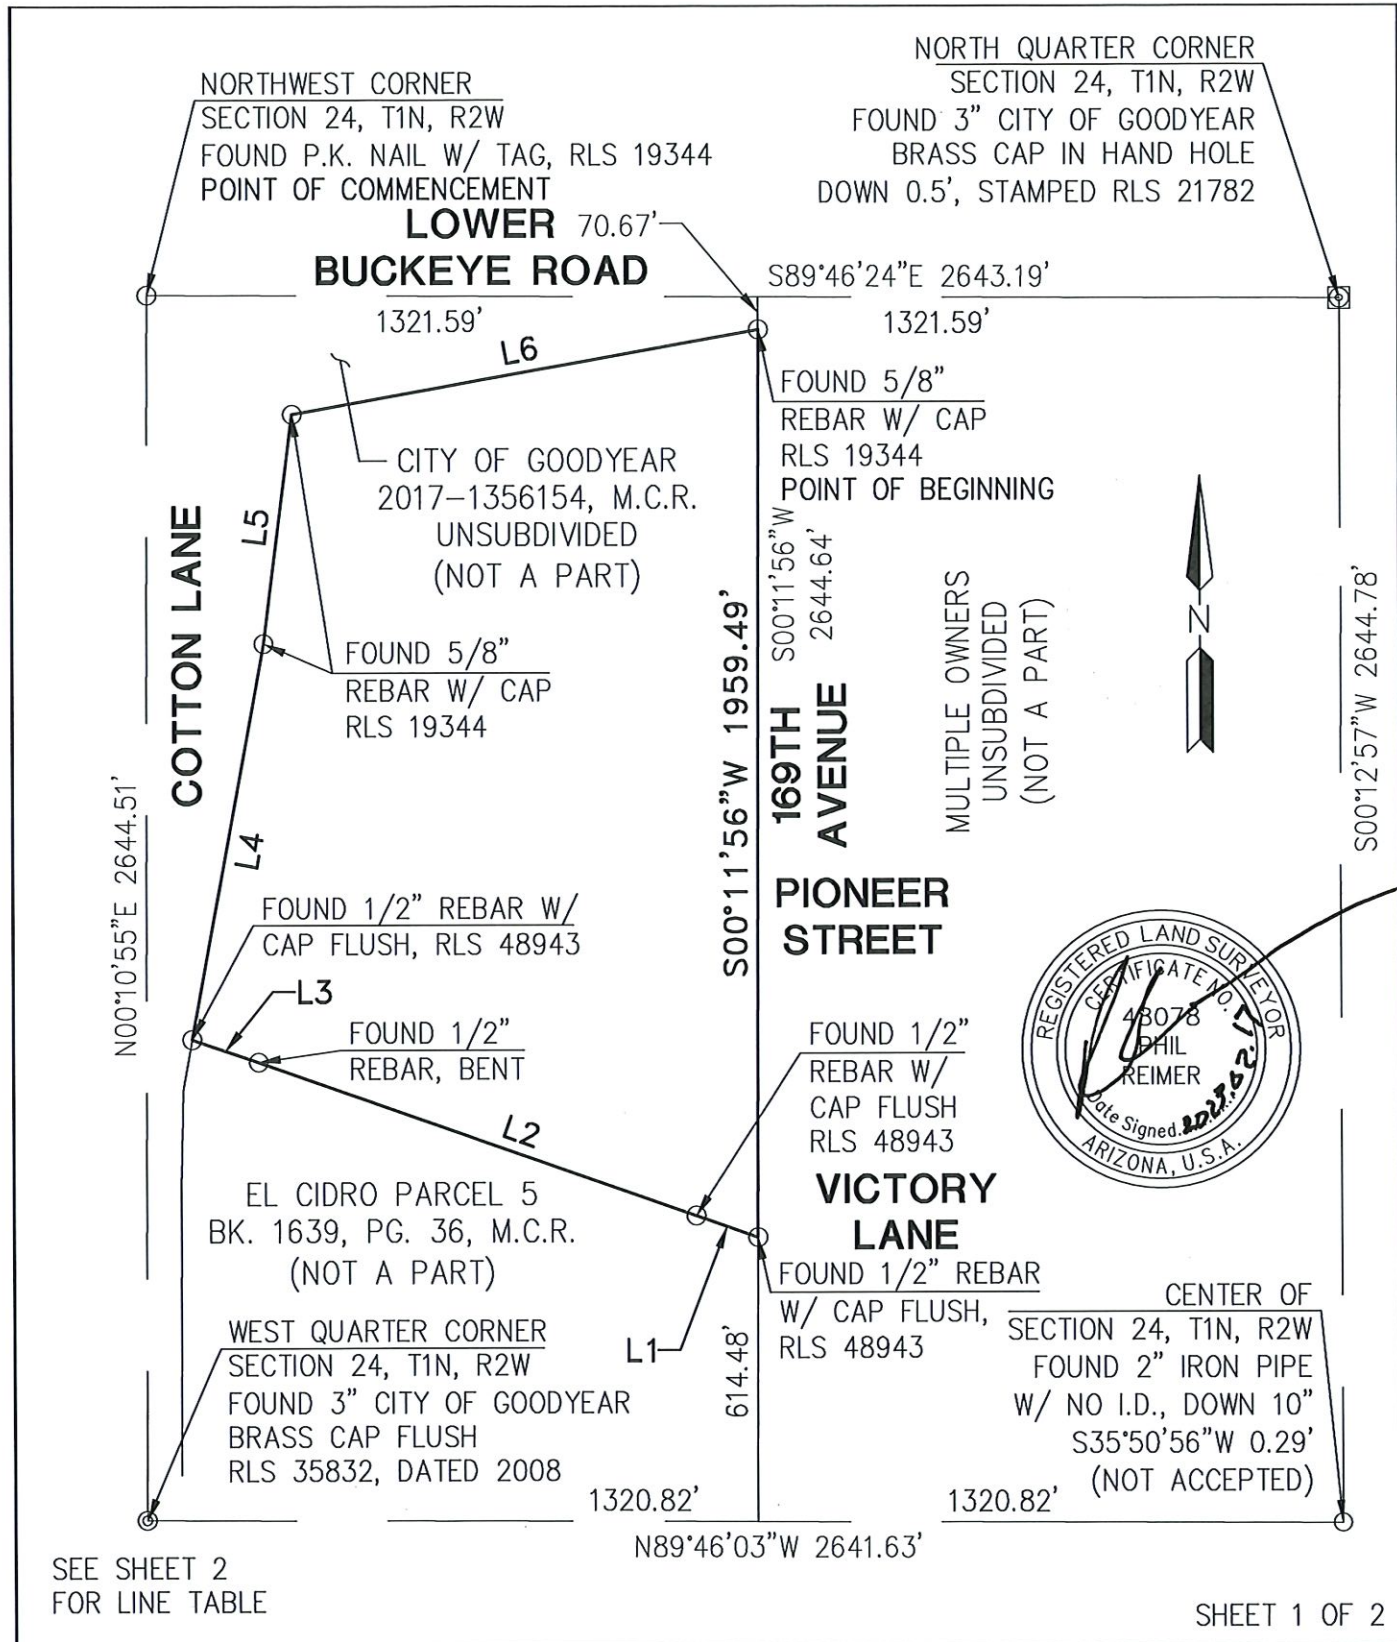 NORTHWEST CORNER
SECTION 24, T1N, R2W
FOUND P.K. NAIL W/ TAG, RLS 19344
POINT OF COMMENCEMENT
NORTH QUARTER CORNER
SECTION 24, T1N, R2W
FOUND 3" CITY OF GOODYEAR
BRASS CAP IN HAND HOLE
DOWN 0.5', STAMPED RLS 21782
LOWER
BUCKEYE ROAD
70.67'
S89°46'24"E 2643.19'
1321.59'
1321.59'
L6
FOUND 5/8"
REBAR W/ CAP
RLS 19344
POINT OF BEGINNING
CITY OF GOODYEAR
2017-1356154, M.C.R.
UNSUBDIVIDED
(NOT A PART)
L5
COTTON LANE
FOUND 5/8"
REBAR W/ CAP
RLS 19344
S00°11'56"W
2644.64'
S00°11'56"W 1959.49'
169TH
AVENUE
MULTIPLE OWNERS
UNSUBDIVIDED
(NOT A PART)
N
S00°12'57"W 2644.78'
N00°10'55"E 2644.51'
L4
PIONEER
STREET
FOUND 1/2" REBAR W/
CAP FLUSH, RLS 48943
L3
FOUND 1/2"
REBAR, BENT
L2
FOUND 1/2"
REBAR W/
CAP FLUSH
RLS 48943
REGISTERED LAND SURVEYOR
CERTIFICATE NO.
48078
PHIL
REIMER
Date Signed
ARIZONA, U.S.A.
VICTORY
LANE
EL CIDRO PARCEL 5
BK. 1639, PG. 36, M.C.R.
(NOT A PART)
FOUND 1/2" REBAR
W/ CAP FLUSH,
RLS 48943
L1
614.48'
WEST QUARTER CORNER
SECTION 24, T1N, R2W
FOUND 3" CITY OF GOODYEAR
BRASS CAP FLUSH
RLS 35832, DATED 2008
CENTER OF
SECTION 24, T1N, R2W
FOUND 2" IRON PIPE
W/ NO I.D., DOWN 10"
S35°50'56"W 0.29'
(NOT ACCEPTED)
1320.82'
1320.82'
N89°46'03"W 2641.63'
SEE SHEET 2
FOR LINE TABLE
SHEET 1 OF 2